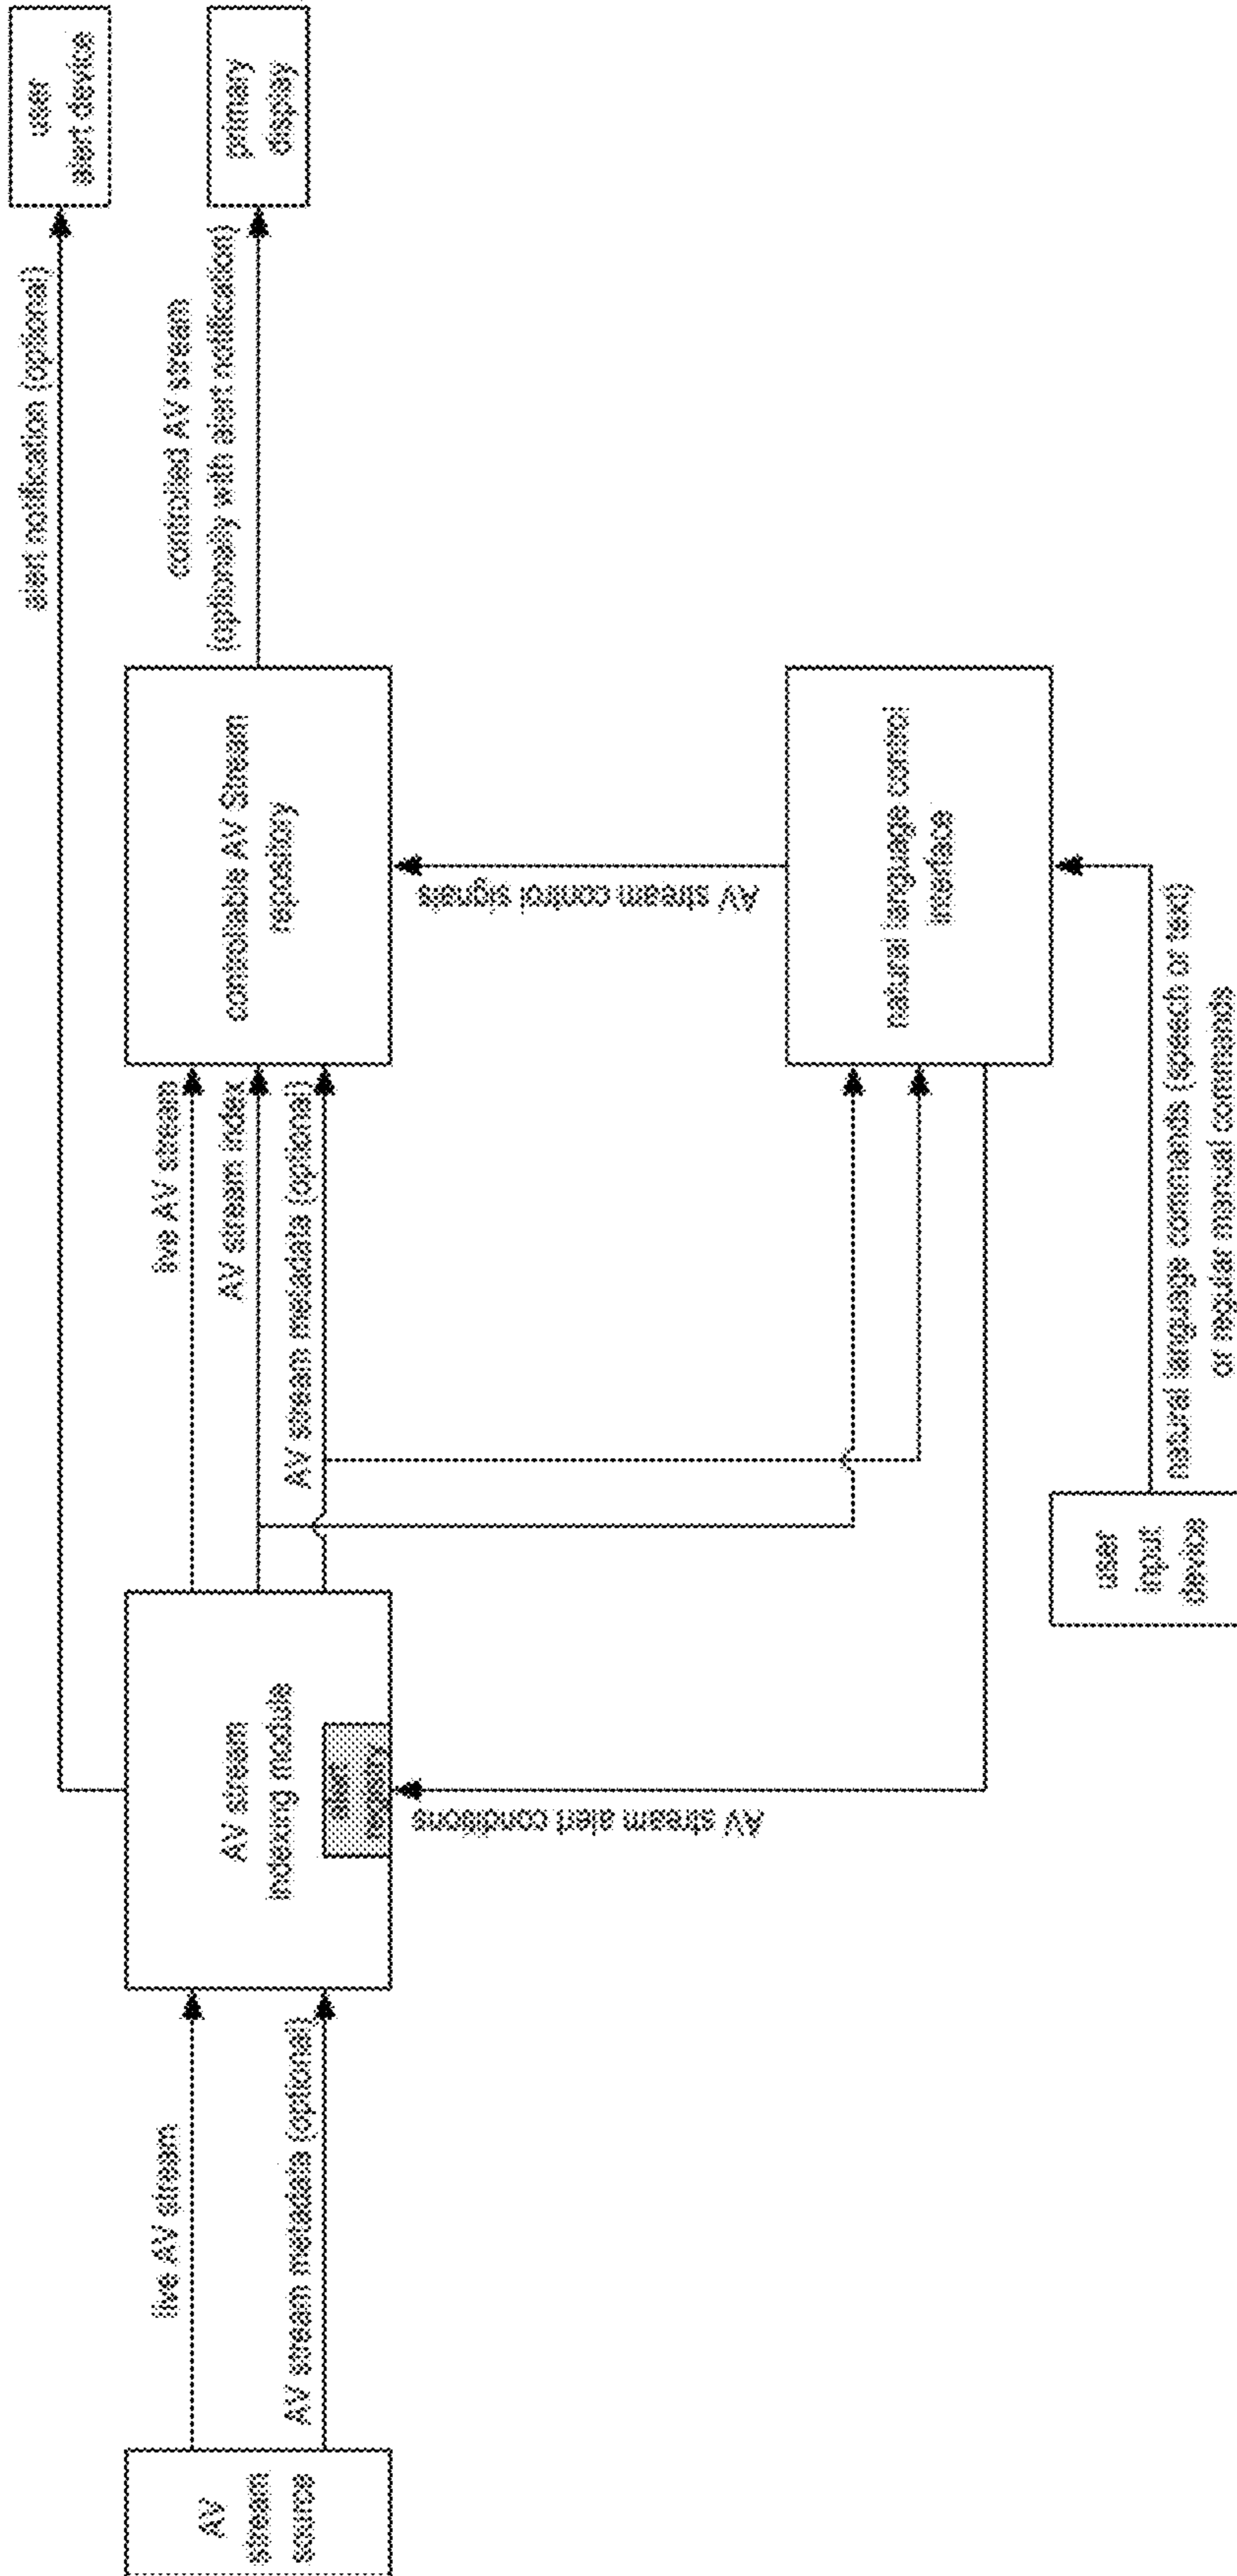 AV
stream
source
live AV stream
AV stream metadata (optional)
AV stream
indexing module
alert
AV stream alert conditions
live AV stream
AV stream index
AV stream metadata (optional)
controllable AV Stream
repository
AV stream control signals
natural language control
interface
user
input
device
natural language commands (speech or text)
or regular manual commands
alert notification (optional)
controlled AV stream
(optionally with alert notification)
user
alert device
primary
display